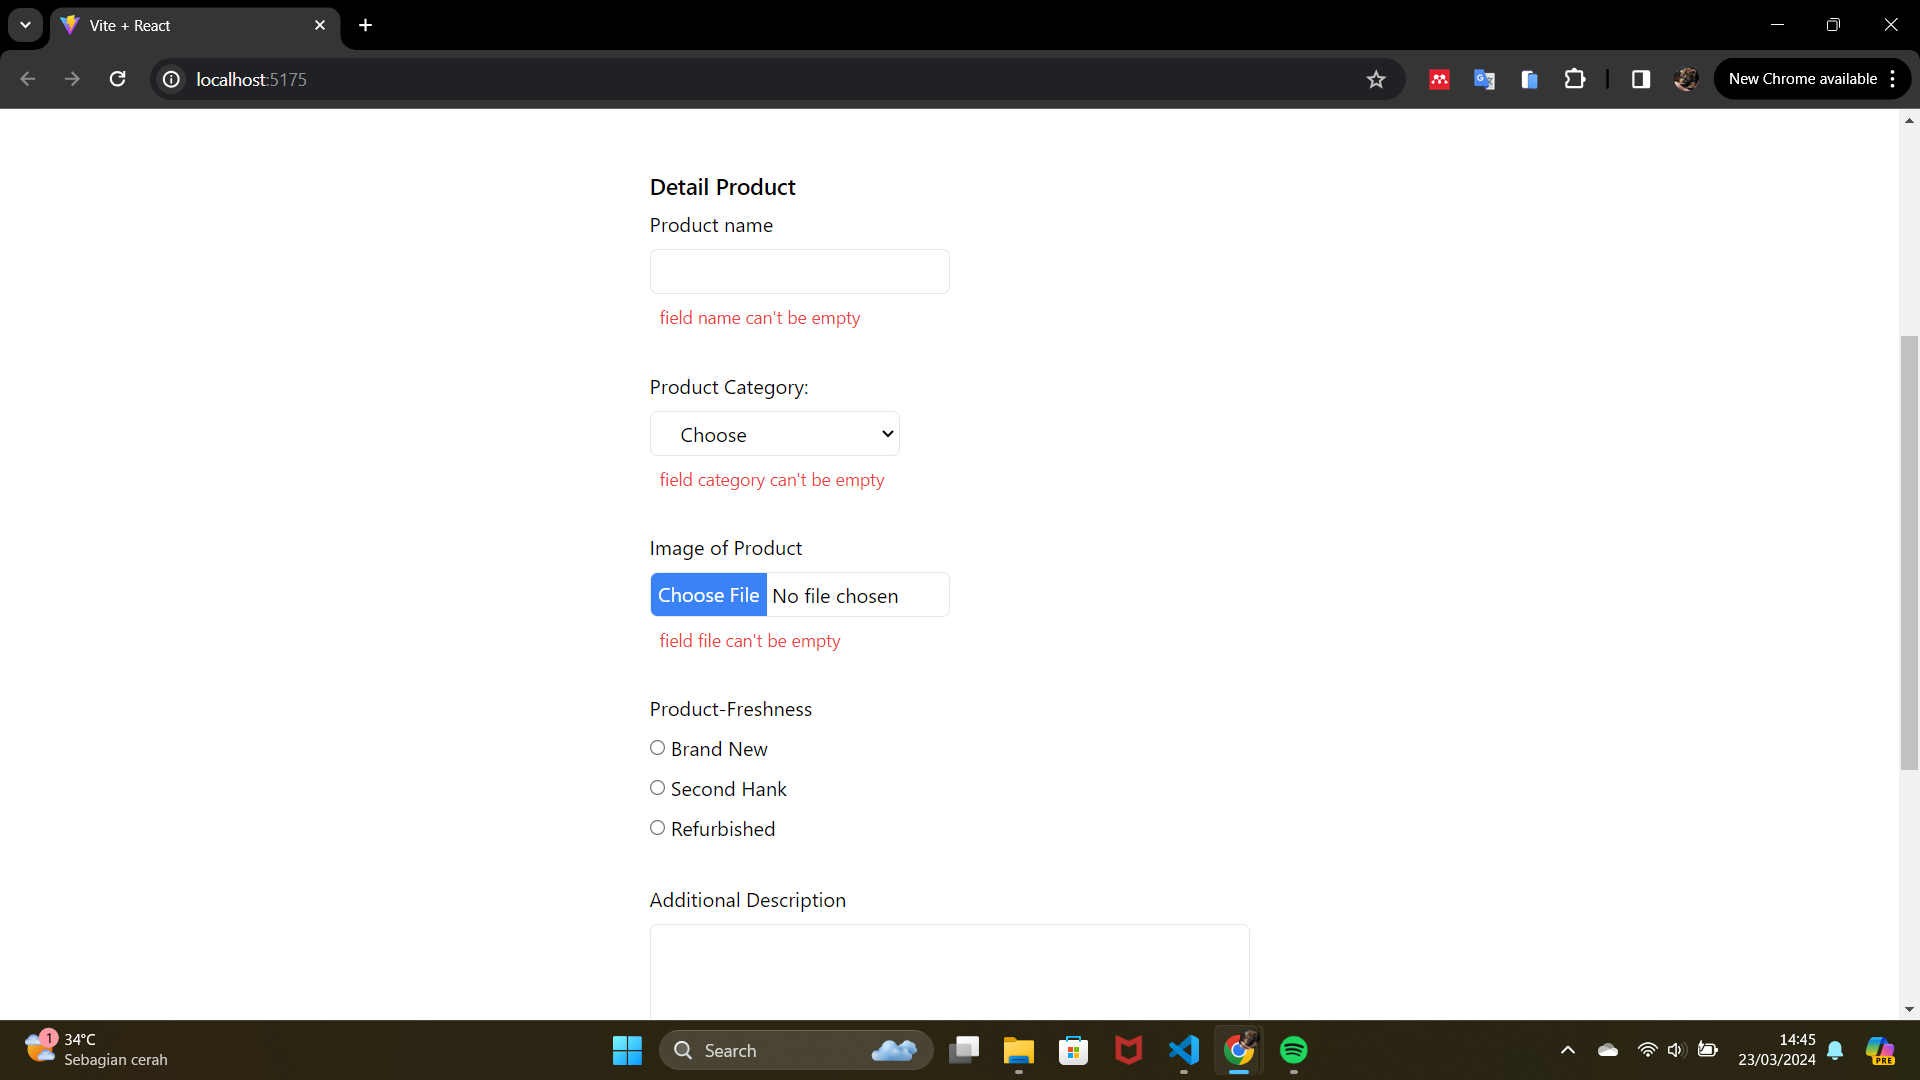 Vite + React
localhost:5175
New Chrome available
Detail Product
Product name
field name can't be empty
Product Category:
Choose
field category can't be empty
Image of Product
Choose File No file chosen
field file can't be empty
Product-Freshness
Brand New
Second Hank
Refurbished
Additional Description
1
34°C
Sebagian cerah
Search
14:45
23/03/2024
PRE